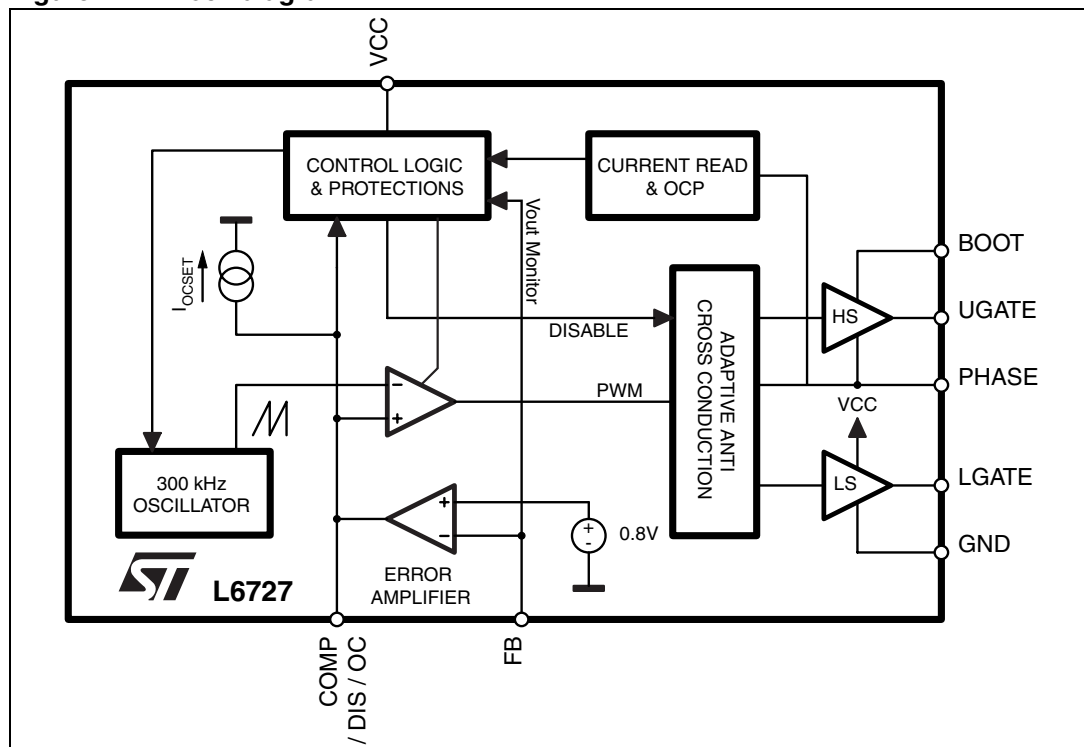 VCC
CONTROL LOGIC
& PROTECTIONS
CURRENT READ
& OCP
Vout Monitor
IOCSET
BOOT
HS
UGATE
DISABLE
ADAPTIVE ANTI
CROSS CONDUCTION
PHASE
PWM
VCC
-
+
300 kHz
OSCILLATOR
LS
LGATE
+
-
+
-
0.8V
GND
ST
L6727
ERROR
AMPLIFIER
COMP
/ DIS / OC
FB